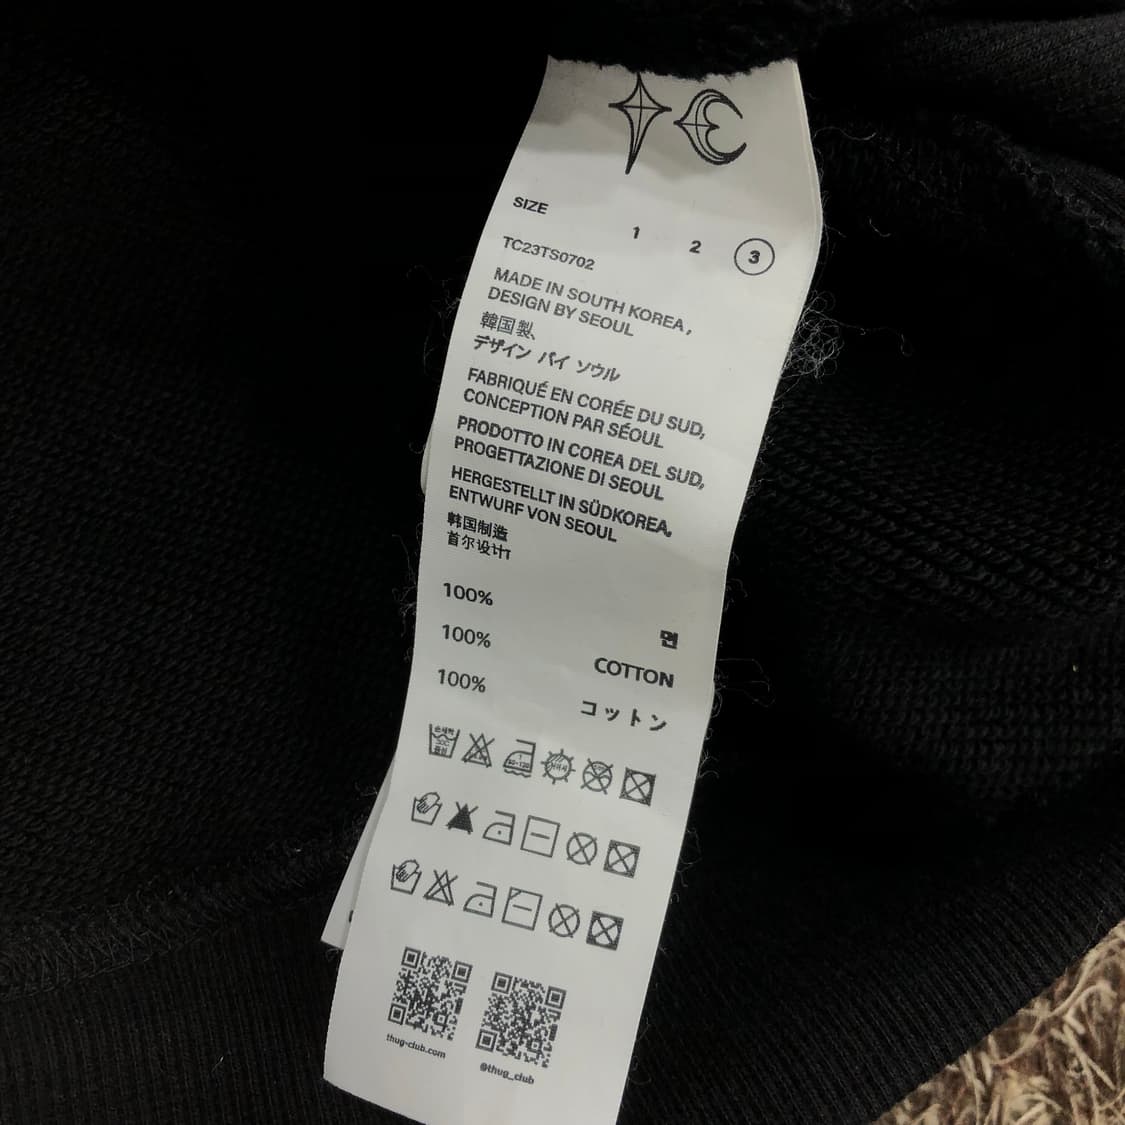 SIZE
1 2 3
TC23TS0702
MADE IN SOUTH KOREA,
DESIGN BY SEOUL
韓国製、
デザイン バイ ソウル
FABRIQUÉ EN CORÉE DU SUD,
CONCEPTION PAR SÉOUL
PRODOTTO IN COREA DEL SUD,
PROGETTAZIONE DI SEOUL
HERGESTELLT IN SÜDKOREA,
ENTWURF VON SEOUL
韩国制造
首尔设计
100% 면
100% COTTON
100% コットン
thug-club.com
@thug_club